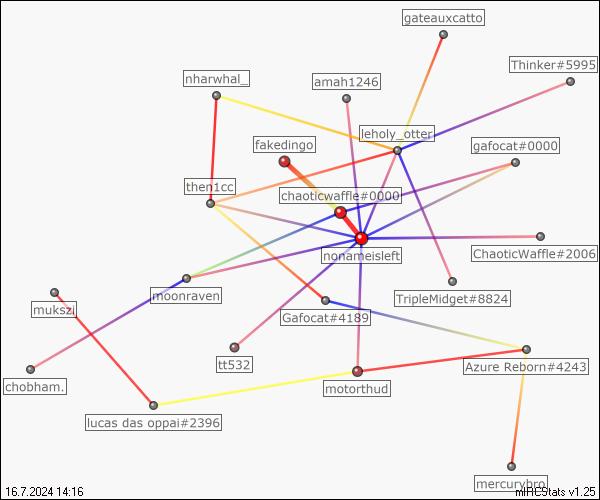 gateauxcatto
Thinker#5995
nharwhal_
amah1246
leholy_otter
fakedingo
gafocat#0000
then1cc
chaoticwaffle#0000
nonameisleft
ChaoticWaffle#2006
moonraven
TripleMidget#8824
mukszi
Gafocat#4189
tt532
Azure Reborn#4243
chobham.
motorthud
lucas das oppai#2396
mercurybro
16.7.2024 14:16
mIRCStats v1.25